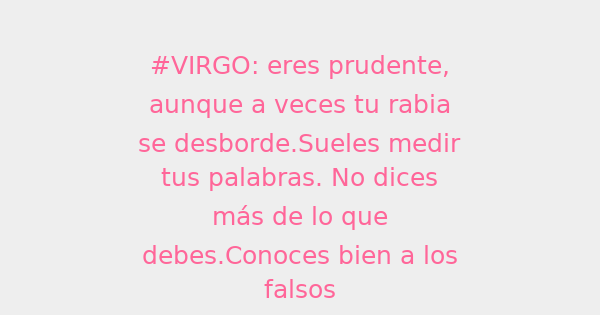 #VIRGO: eres prudente,
aunque a veces tu rabia
se desborde.Sueles medir
tus palabras. No dices
más de lo que
debes.Conoces bien a los
falsos